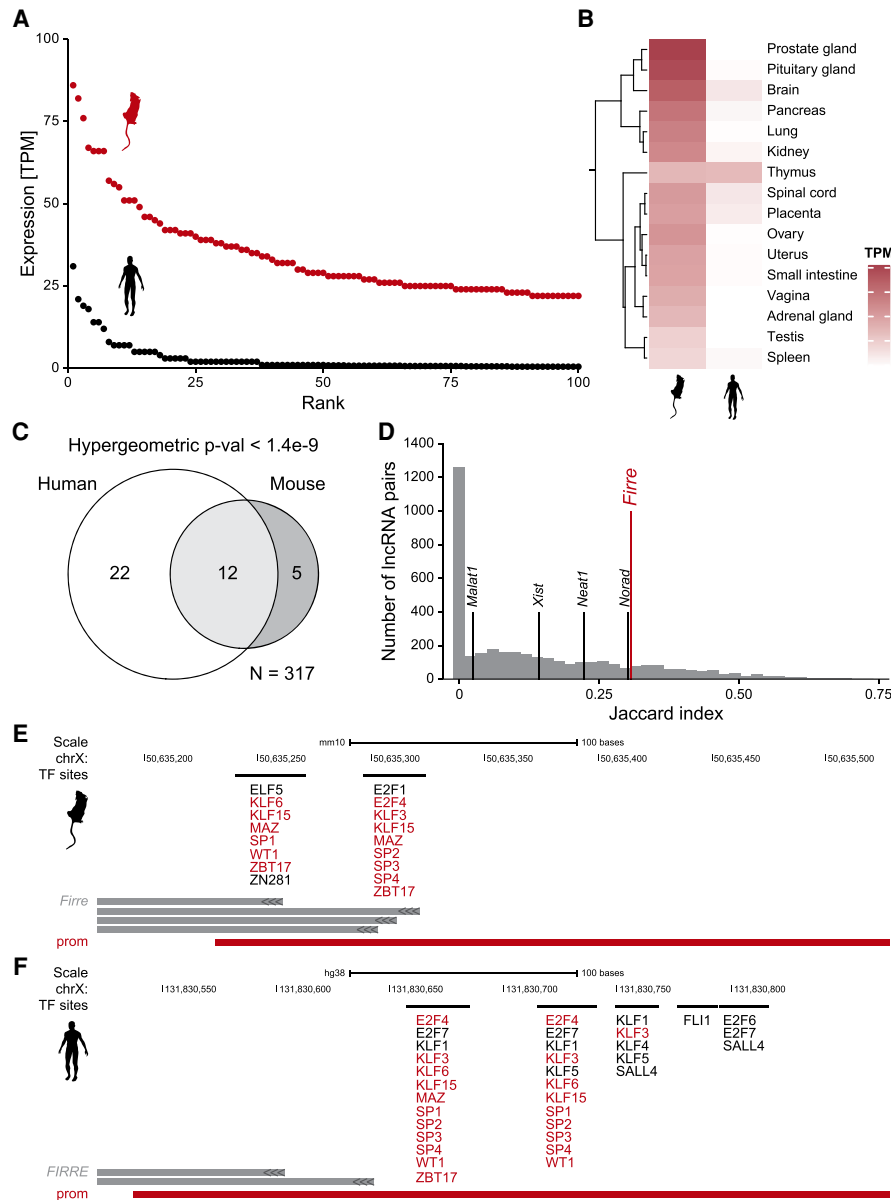 A
100
75
50
25
0
Expression [TPM]
0
25
50
75
100
Rank
B
Prostate gland
Pituitary gland
Brain
Pancreas
Lung
Kidney
Thymus
Spinal cord
Placenta
Ovary
Uterus
Small intestine
Vagina
Adrenal gland
Testis
Spleen
TPM
C
Hypergeometric p-val < 1.4e-9
Human
Mouse
22
12
5
N = 317
D
1400
1200
1000
800
600
400
200
0
Number of lncRNA pairs
Malat1
Xist
Neat1
Norad
Firre
0
0.25
0.50
0.75
Jaccard index
E
Scale
mm10
100 bases
chrX:
50,635,200
50,635,250
50,635,300
50,635,350
50,635,400
50,635,450
50,635,500
TF sites
ELF5
KLF6
KLF15
MAZ
SP1
WT1
ZBT17
ZN281
E2F1
E2F4
KLF3
KLF15
MAZ
SP2
SP3
SP4
ZBT17
Firre
prom
F
Scale
hg38
100 bases
chrX:
131,830,550
131,830,600
131,830,650
131,830,700
131,830,750
131,830,800
TF sites
E2F4
E2F7
KLF1
KLF3
KLF6
KLF15
MAZ
SP1
SP2
SP3
SP4
WT1
ZBT17
E2F4
E2F7
KLF1
KLF3
KLF5
KLF6
KLF15
SP1
SP2
SP3
SP4
WT1
KLF1
KLF3
KLF4
KLF5
SALL4
FLI1
E2F6
E2F7
SALL4
FIRRE
prom